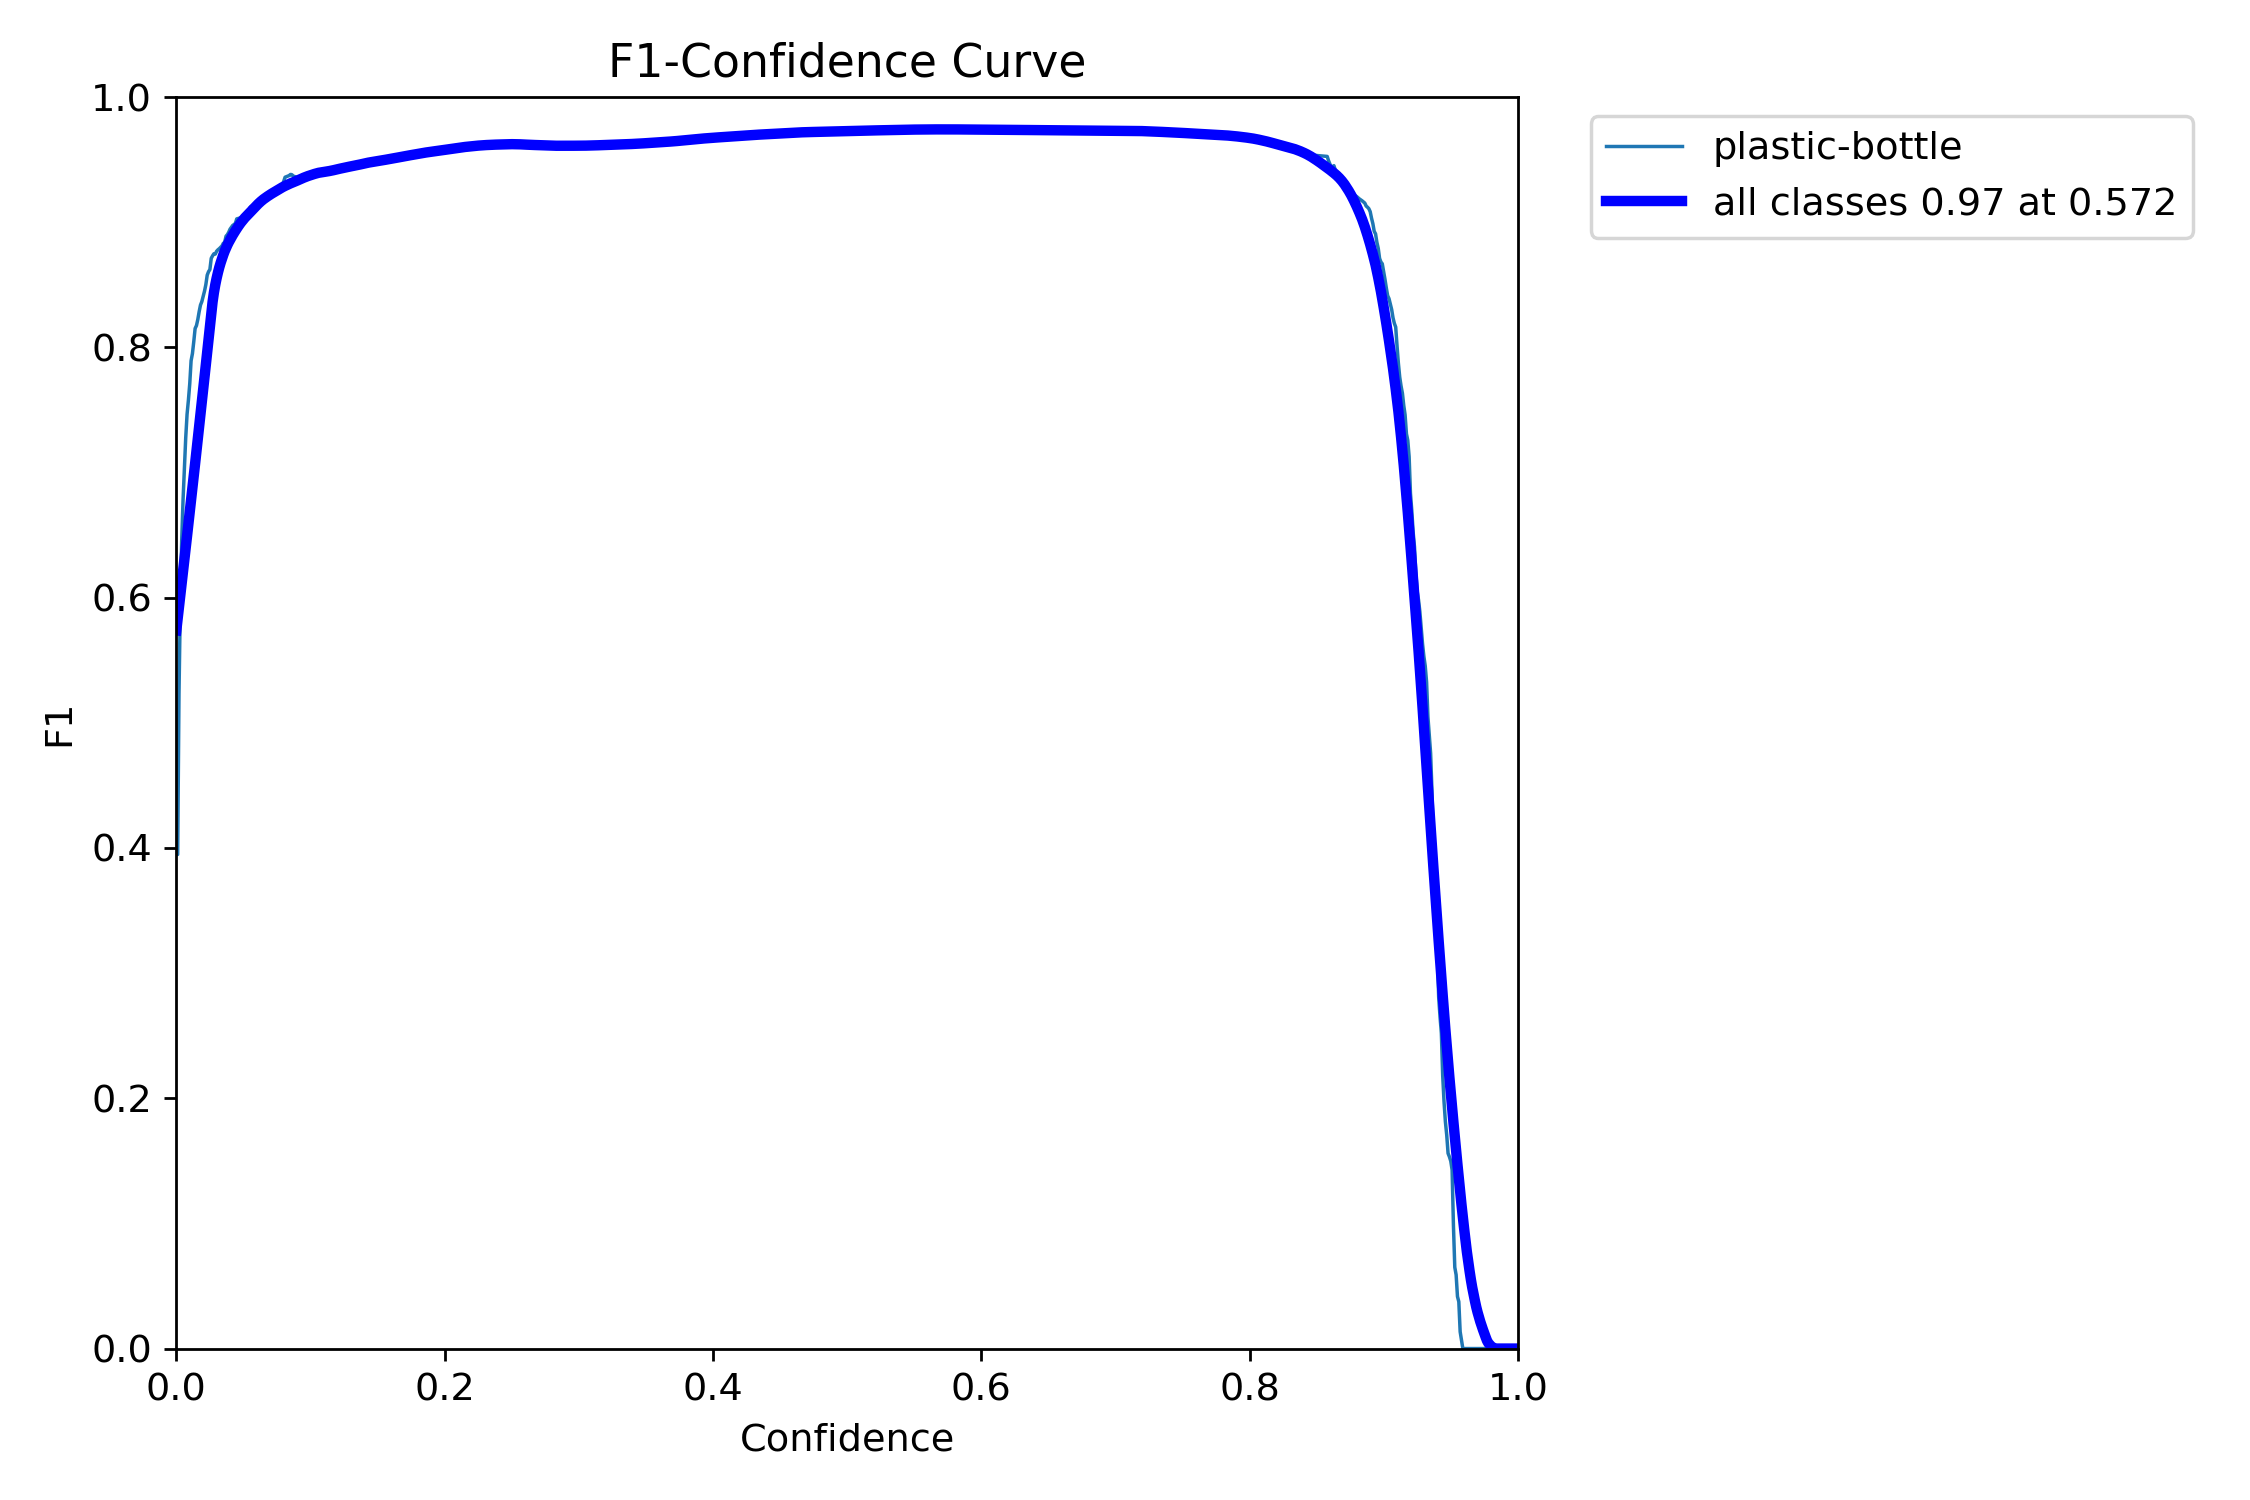 F1-Confidence Curve
1.0
0.8
0.6
0.4
0.2
0.0
F1
0.0 0.2 0.4 0.6 0.8 1.0
Confidence
plastic-bottle
all classes 0.97 at 0.572